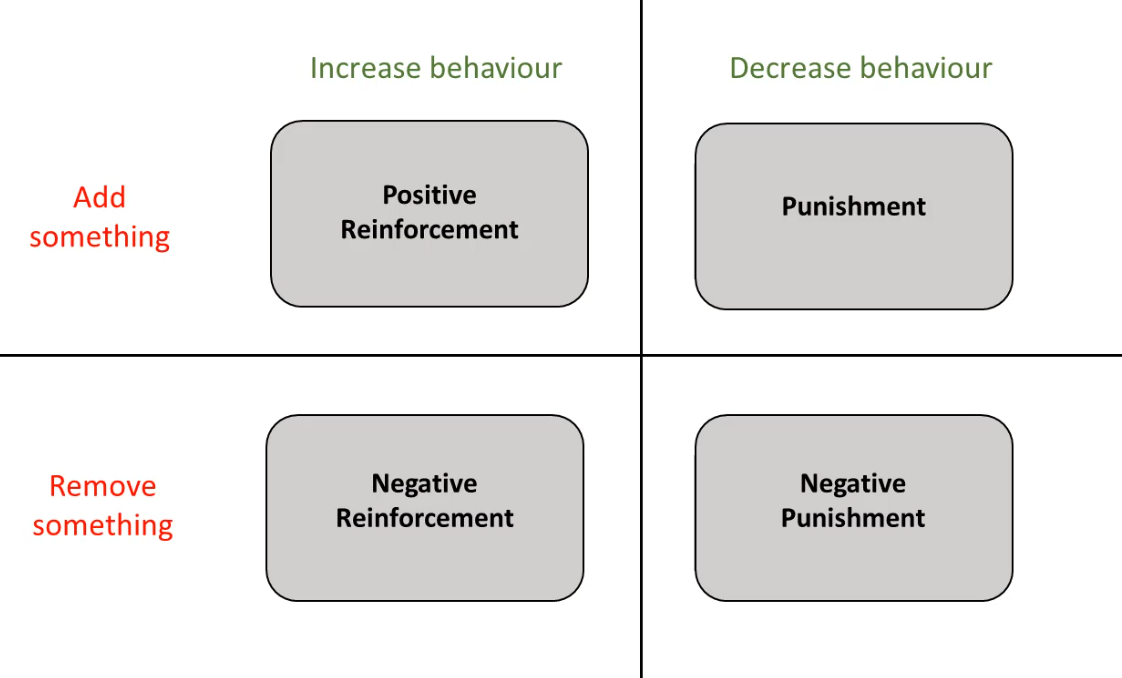 Increase behaviour
Decrease behaviour
Add
something
Positive
Reinforcement
Punishment
Remove
something
Negative
Reinforcement
Negative
Punishment